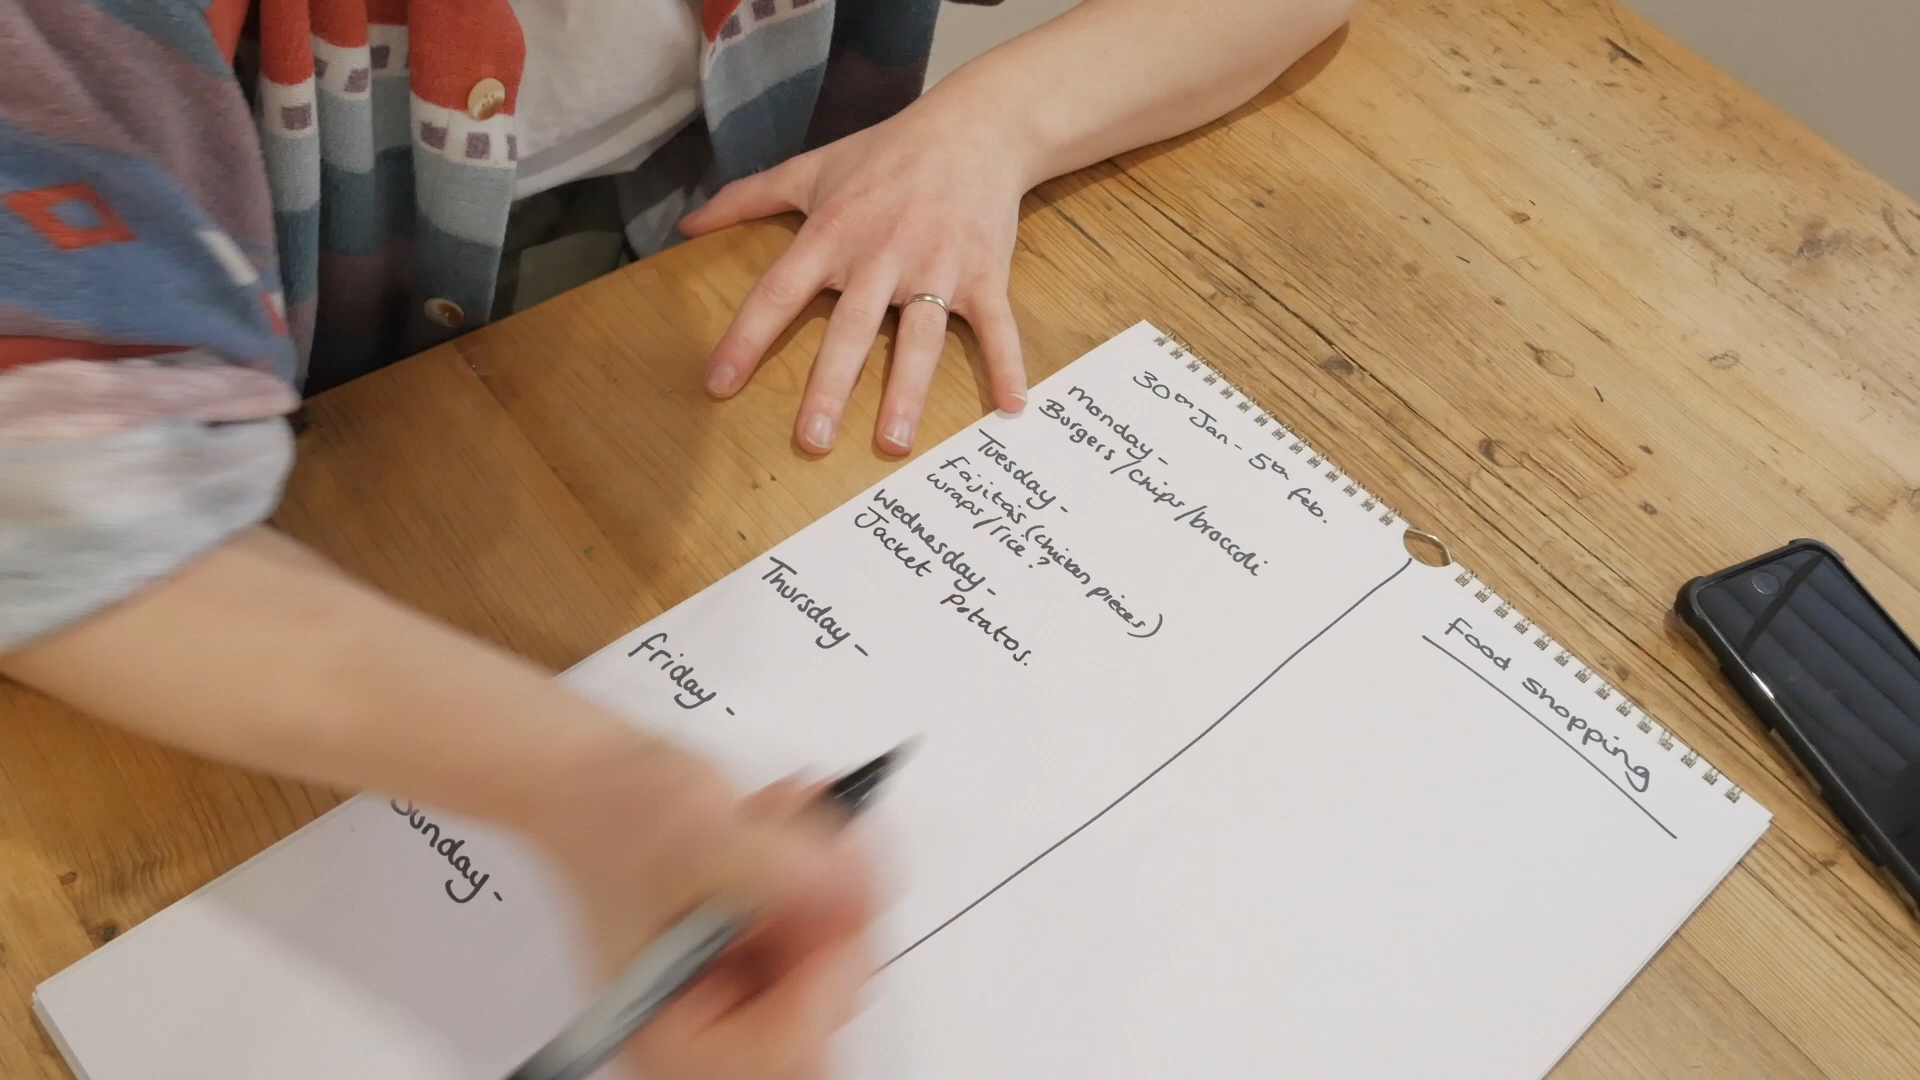 30th Jan - 5th Feb.
Monday -
Burgers/chips/broccoli
Tuesday -
Fajitas (chicken pieces)
wraps/rice?
Wednesday -
Jacket Potatos.
Thursday -
Friday -
Sunday -
Food shopping